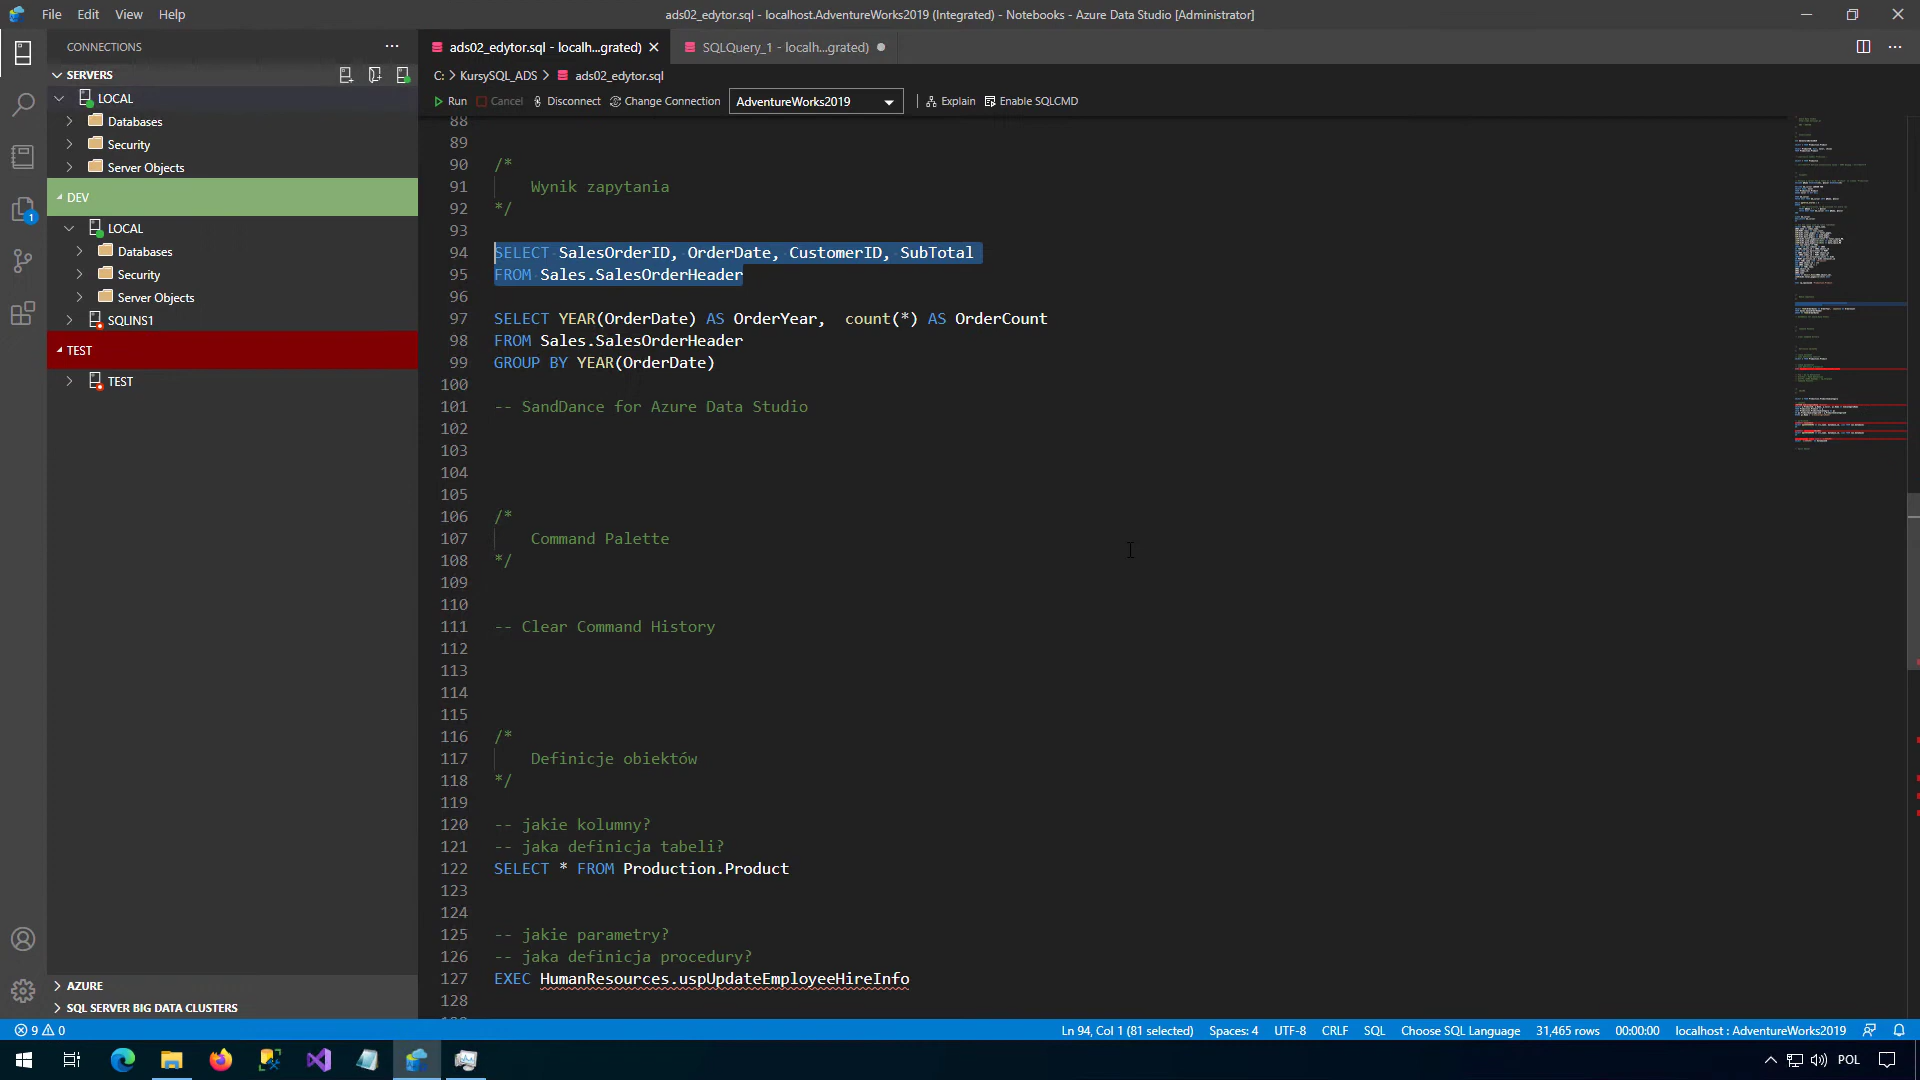 File Edit View Help
ads02_edytor.sql - localhost.AdventureWorks2019 (Integrated) - Notebooks - Azure Data Studio [Administrator]
CONNECTIONS
SERVERS
LOCAL
Databases
Security
Server Objects
DEV
LOCAL
Databases
Security
Server Objects
SQLINS1
TEST
TEST
AZURE
SQL SERVER BIG DATA CLUSTERS
1
ads02_edytor.sql - localh...grated) SQLQuery_1 - localh...grated)
C: > KursySQL_ADS > ads02_edytor.sql
Run Cancel Disconnect Change Connection AdventureWorks2019 Explain Enable SQLCMD
88
89
90 /*
91 Wynik zapytania
92 */
93
94 SELECT SalesOrderID, OrderDate, CustomerID, SubTotal
95 FROM Sales.SalesOrderHeader
96
97 SELECT YEAR(OrderDate) AS OrderYear, count(*) AS OrderCount
98 FROM Sales.SalesOrderHeader
99 GROUP BY YEAR(OrderDate)
100
101 -- SandDance for Azure Data Studio
102
103
104
105
106 /*
107 Command Palette
108 */
109
110
111 -- Clear Command History
112
113
114
115
116 /*
117 Definicje obiektów
118 */
119
120 -- jakie kolumny?
121 -- jaka definicja tabeli?
122 SELECT * FROM Production.Product
123
124
125 -- jakie parametry?
126 -- jaka definicja procedury?
127 EXEC HumanResources.uspUpdateEmployeeHireInfo
128
9 0 Ln 94, Col 1 (81 selected) Spaces: 4 UTF-8 CRLF SQL Choose SQL Language 31,465 rows 00:00:00 localhost : AdventureWorks2019
POL